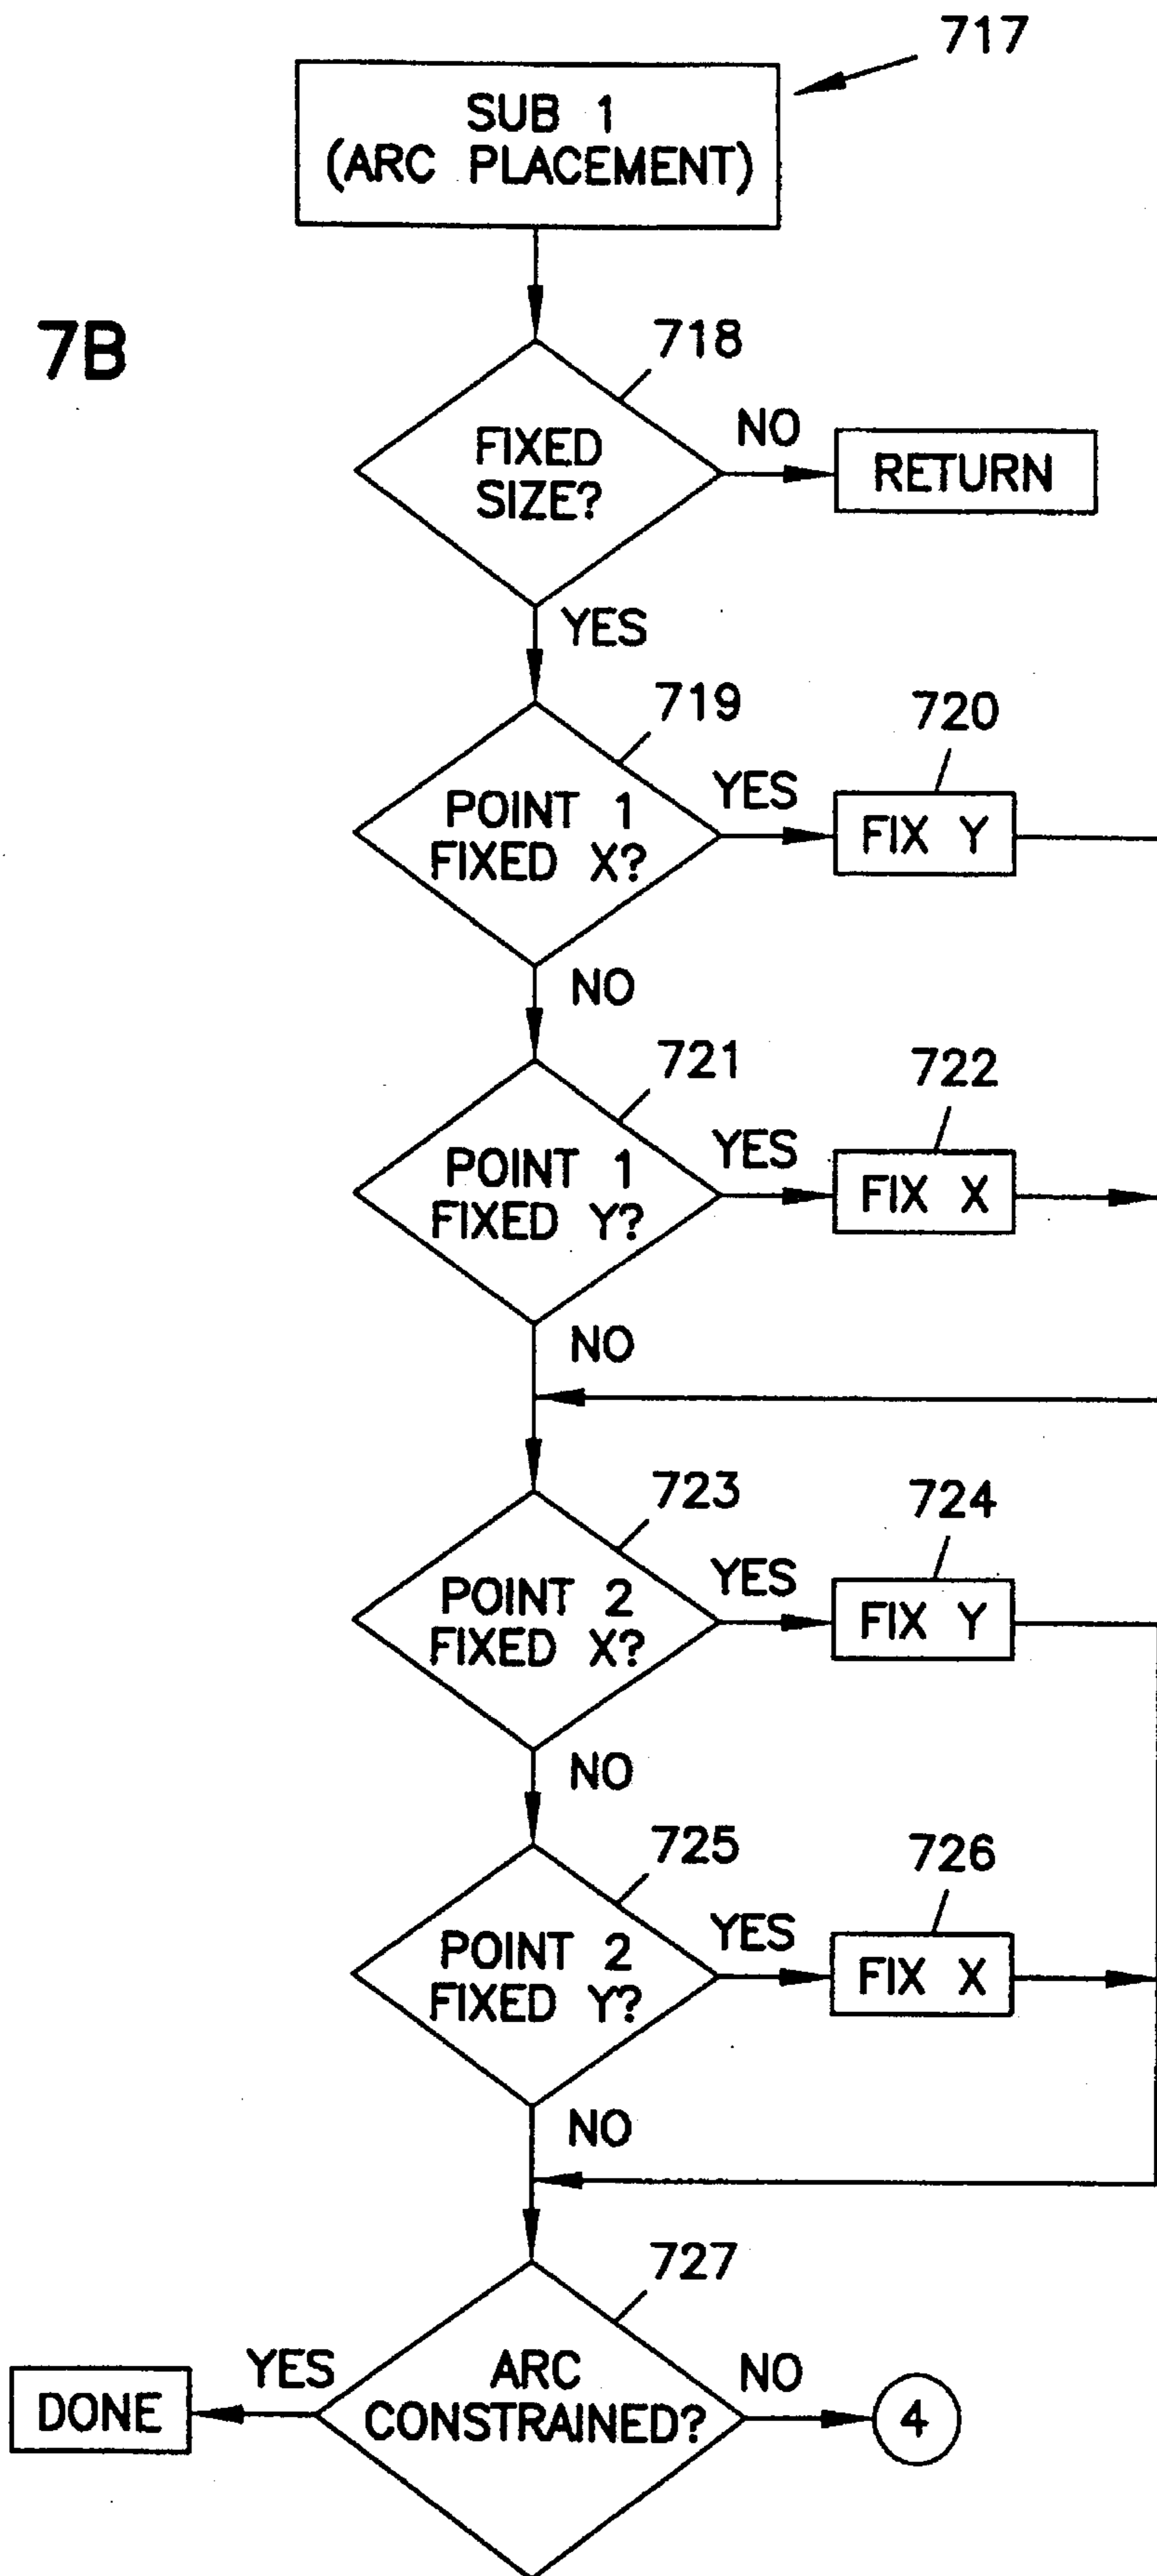 717
SUB 1
(ARC PLACEMENT)
7B
718
FIXED
SIZE?
NO
RETURN
YES
719
POINT 1
FIXED X?
YES
720
FIX Y
NO
721
POINT 1
FIXED Y?
YES
722
FIX X
NO
723
POINT 2
FIXED X?
YES
724
FIX Y
NO
725
POINT 2
FIXED Y?
YES
726
FIX X
NO
727
ARC
CONSTRAINED?
YES
DONE
NO
4